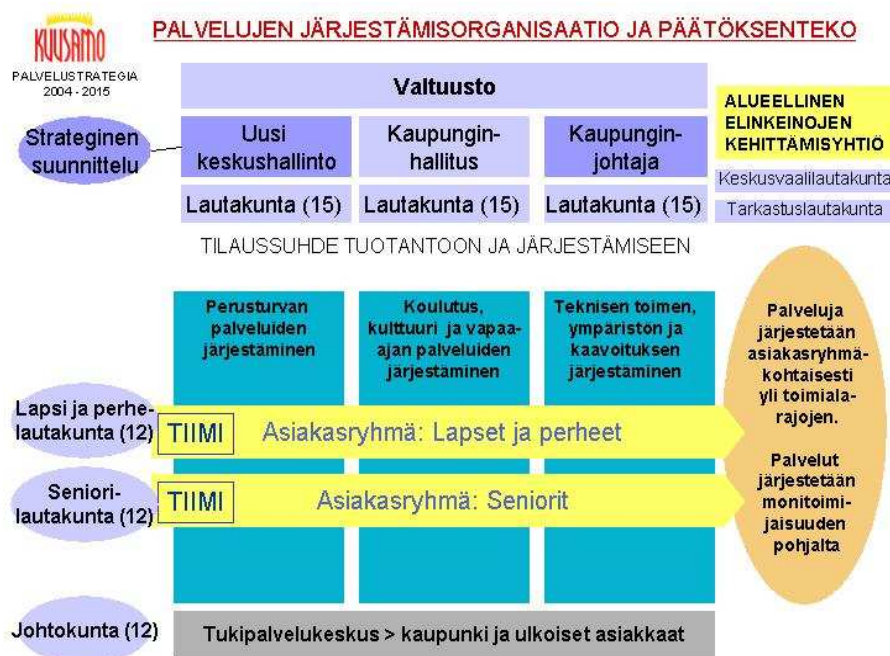 KUUSAMO
PALVELUSTRATEGIA
2004 - 2015
PALVELUJEN JÄRJESTÄMISORGANISAATIO JA PÄÄTÖKSENTEKO
Valtuusto
Strateginen
suunnittelu
Uusi
keskushallinto
Kaupungin-
hallitus
Kaupungin-
johtaja
ALUEELLINEN
ELINKEINOJEN
KEHITTÄMISYHTIÖ
Keskusvaalilautakunta
Tarkastuslautakunta
Lautakunta (15)
Lautakunta (15)
Lautakunta (15)
TILAUSSUHDE TUOTANTOON JA JÄRJESTÄMISEEN
Perusturvan
palveluiden
järjestäminen
Koulutus,
kulttuuri ja vapaa-
ajan palveluiden
järjestäminen
Teknisen toimen,
ympäristön ja
kaavoituksen
järjestäminen
Palveluja
järjestetään
asiakasryhmä-
kohtaisesti
yli toimiala-
rajojen.
Palvelut
järjestetään
monitoimi-
jaisuuden
pohjalta
Lapsi ja perhe-
lautakunta (12)
TIIMI
Asiakasryhmä: Lapset ja perheet
Seniori-
lautakunta (12)
TIIMI
Asiakasryhmä: Seniorit
Johtokunta (12)
Tukipalvelukeskus > kaupunki ja ulkoiset asiakkaat